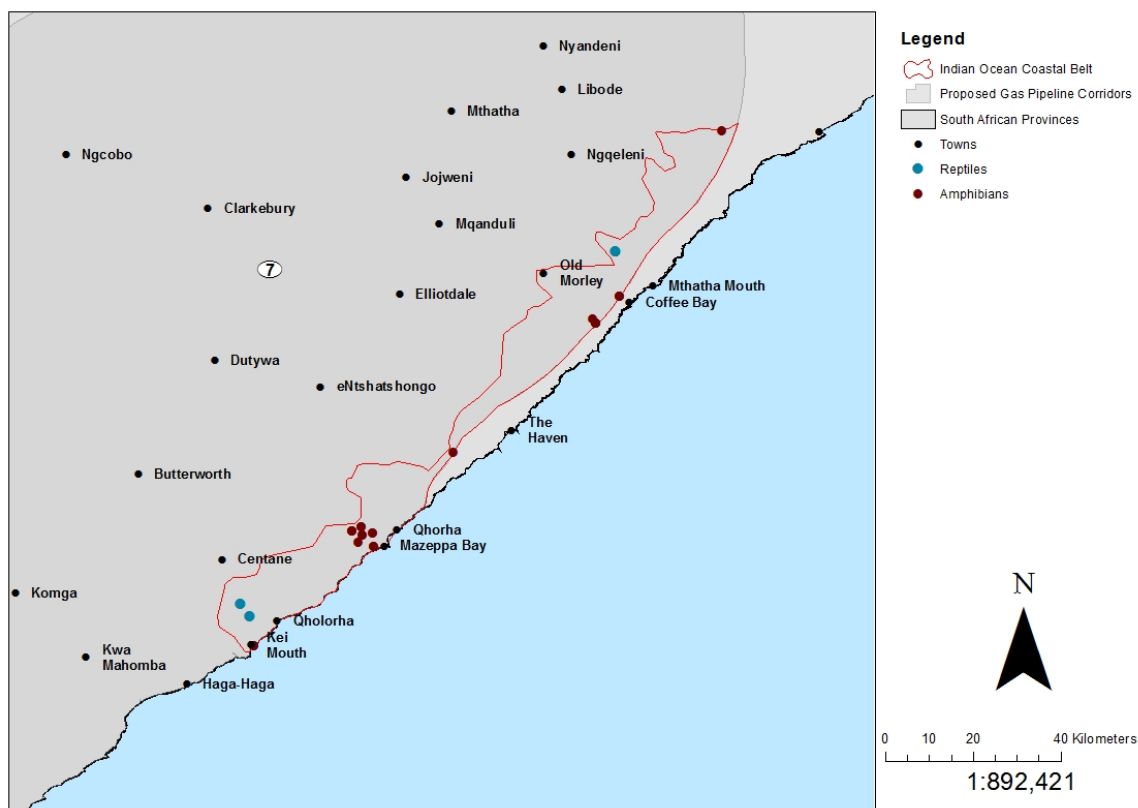 Nyandeni
Libode
Mthatha
Ngcobo
Ngqeleni
Jojweni
Clarkebury
Mqanduli
7
Old
Morley
Elliotdale
Mthatha Mouth
Coffee Bay
Dutywa
eNtshatshongo
The
Haven
Butterworth
Qhorha
Mazeppa Bay
Centane
Komga
Qholorha
Kei
Mouth
Kwa
Mahomba
Haga-Haga
Legend
Indian Ocean Coastal Belt
Proposed Gas Pipeline Corridors
South African Provinces
Towns
Reptiles
Amphibians
N
0 10 20 40 Kilometers
1:892,421